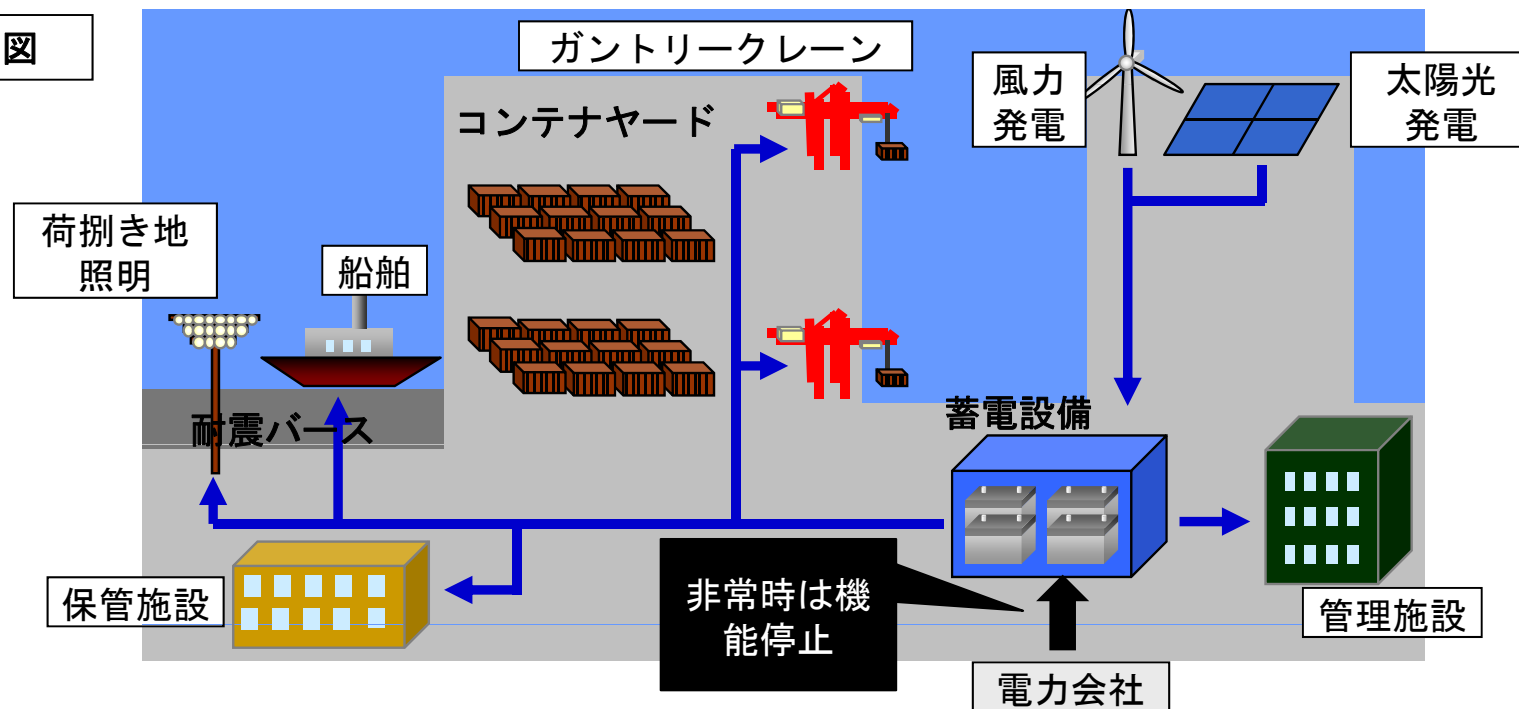 図
ガントリークレーン
風力
発電
太陽光
発電
コンテナヤード
荷捌き地
照明
船舶
耐震バース
蓄電設備
保管施設
非常時は機
能停止
管理施設
電力会社